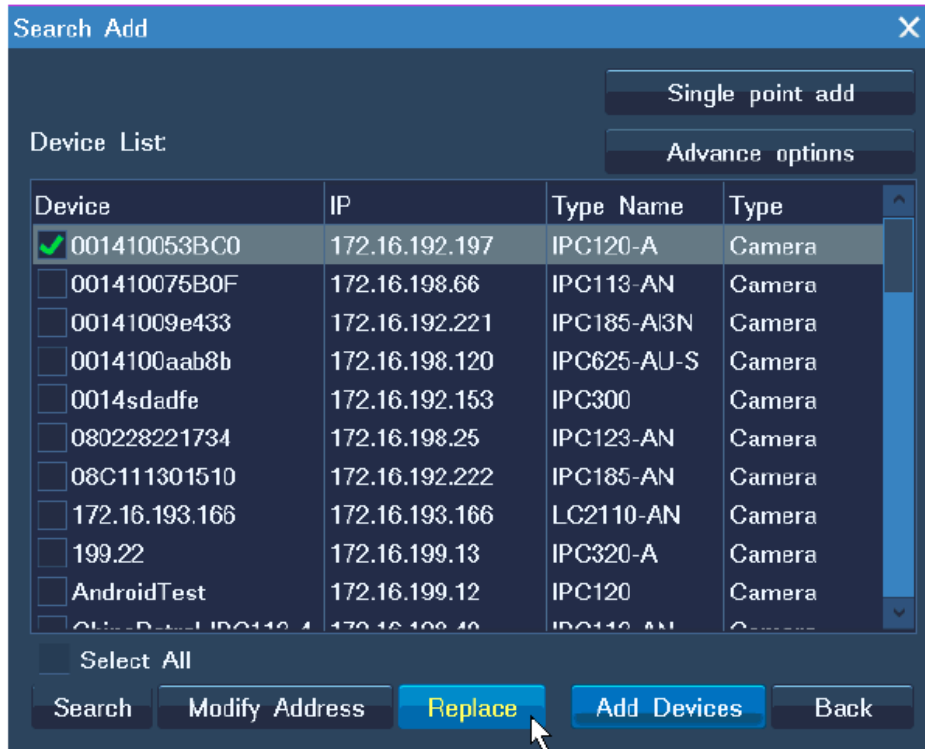 Search Add
Single point add
Device List:
Advance options
Device IP Type Name Type
001410053BC0 172.16.192.197 IPC120-A Camera
001410075B0F 172.16.198.66 IPC113-AN Camera
00141009e433 172.16.192.221 IPC185-AI3N Camera
0014100aab8b 172.16.198.120 IPC625-AU-S Camera
0014sdadfe 172.16.192.153 IPC300 Camera
080228221734 172.16.198.25 IPC123-AN Camera
08C111301510 172.16.192.222 IPC185-AN Camera
172.16.193.166 172.16.193.166 LC2110-AN Camera
199.22 172.16.199.13 IPC320-A Camera
AndroidTest 172.16.199.12 IPC120 Camera
Select All
Search Modify Address Replace Add Devices Back